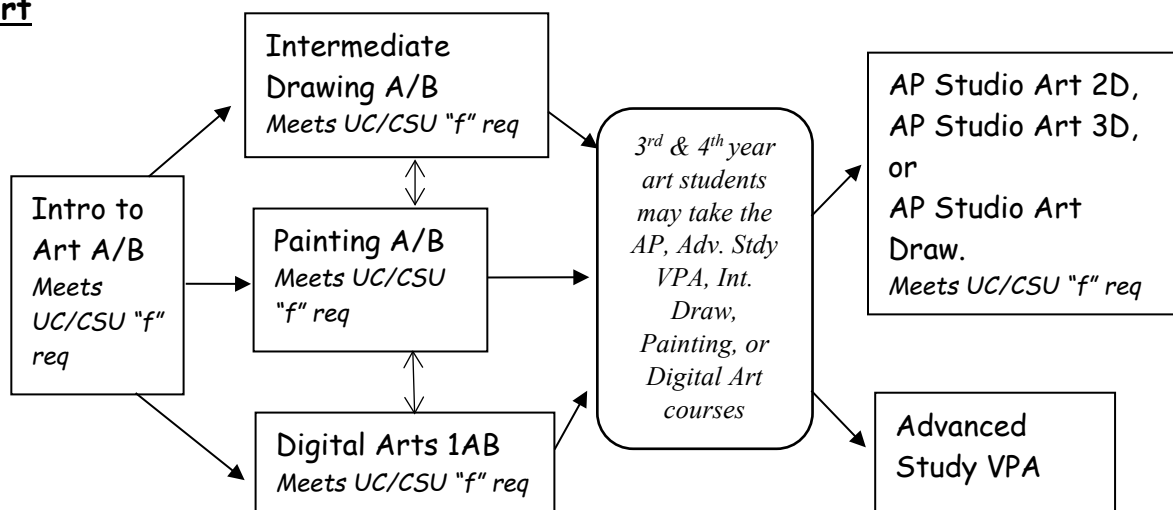 rt
Intermediate
Drawing A/B
Meets UC/CSU “f” req
Intro to
Art A/B
Meets
UC/CSU “f”
req
Painting A/B
Meets UC/CSU
“f” req
Digital Arts 1AB
Meets UC/CSU “f” req
3rd & 4th year
art students
may take the
AP, Adv. Stdy
VPA, Int.
Draw,
Painting, or
Digital Art
courses
AP Studio Art 2D,
AP Studio Art 3D,
or
AP Studio Art
Draw.
Meets UC/CSU “f” req
Advanced
Study VPA